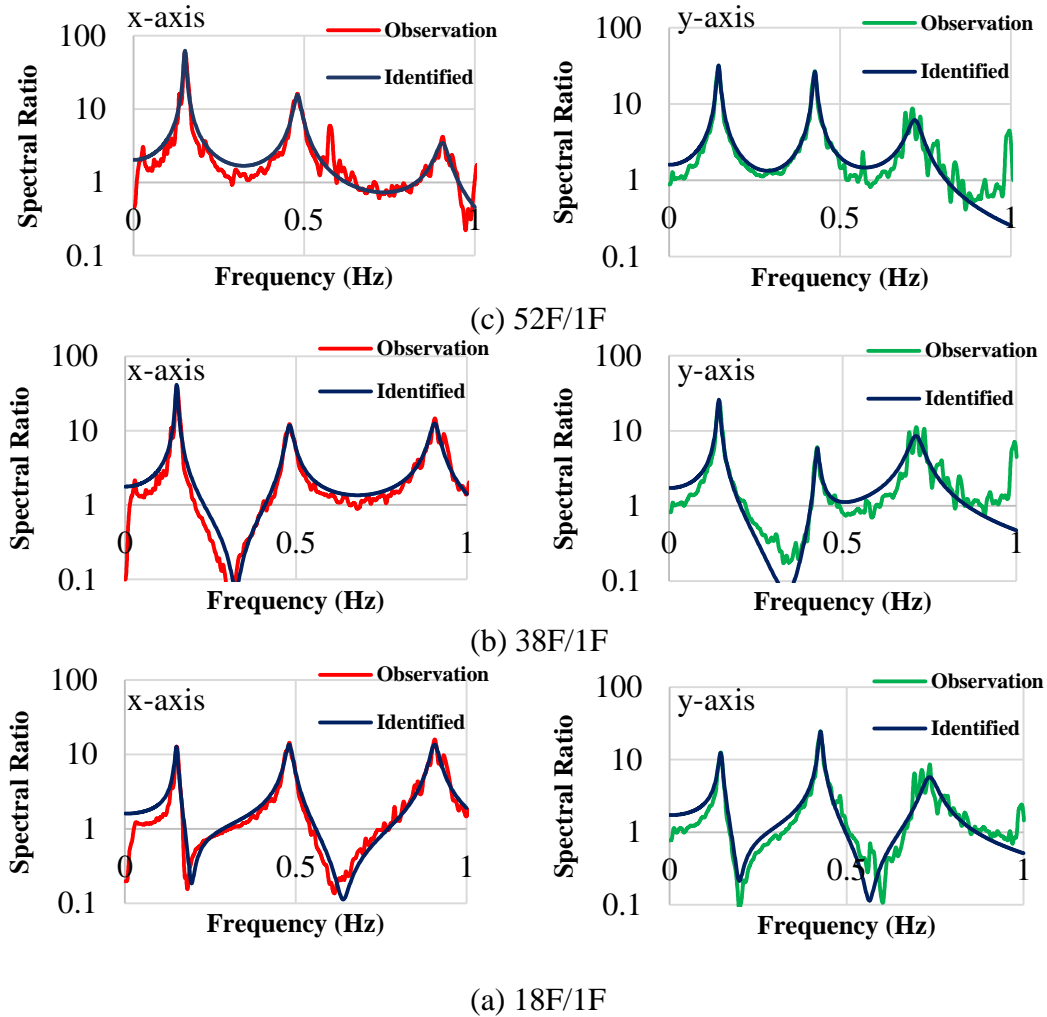 x-axis
Observation
Identified
100
10
1
0.1
0
0.5
1
Spectral Ratio
Frequency (Hz)
y-axis
Observation
Identified
100
10
1
0.1
0
0.5
1
Spectral Ratio
Frequency (Hz)
(c) 52F/1F
x-axis
Observation
Identified
100
10
1
0.1
0
0.5
1
Spectral Ratio
Frequency (Hz)
y-axis
Observation
Identified
100
10
1
0.1
0
0.5
1
Spectral Ratio
Frequency (Hz)
(b) 38F/1F
x-axis
Observation
Identified
100
10
1
0.1
0
0.5
1
Spectral Ratio
Frequency (Hz)
y-axis
Observation
Identified
100
10
1
0.1
0
0.5
1
Spectral Ratio
Frequency (Hz)
(a) 18F/1F